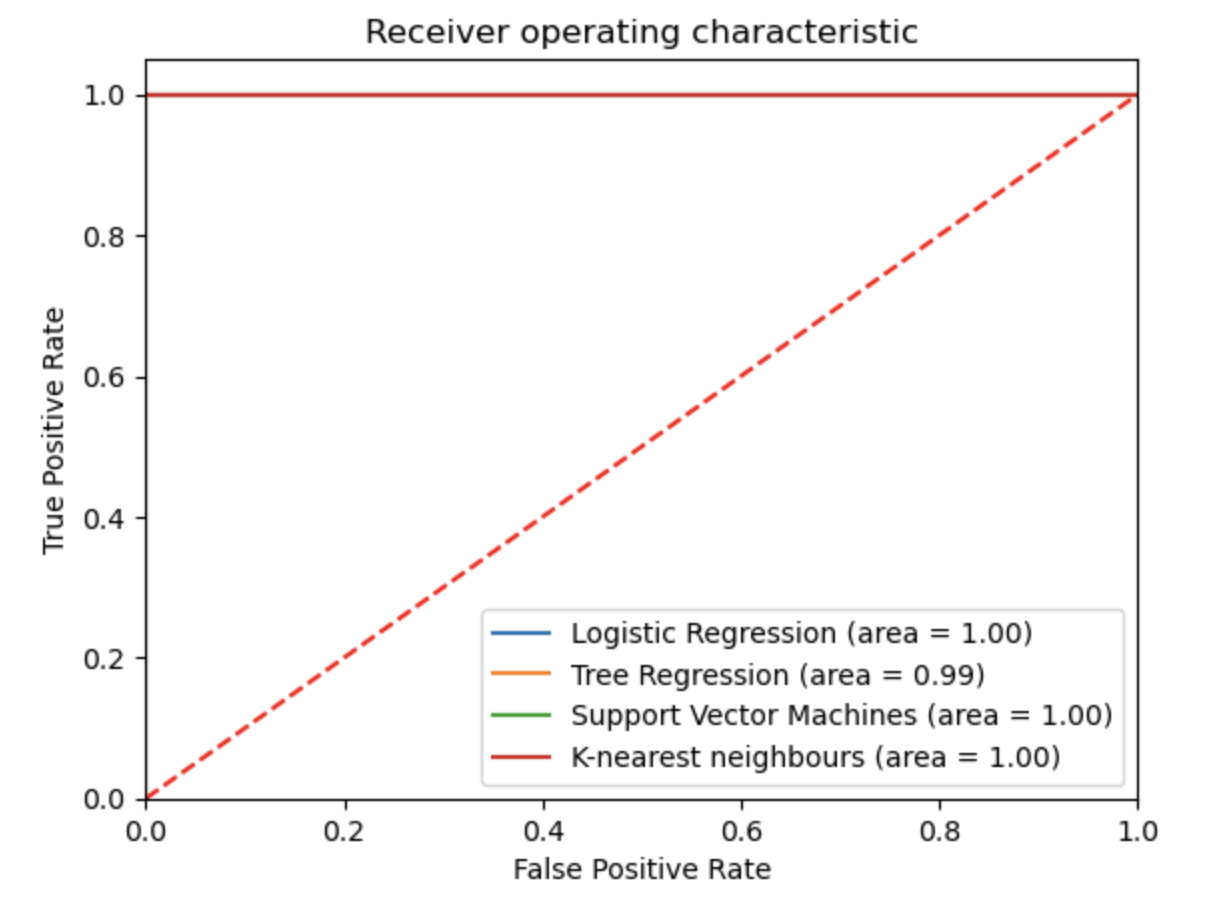 Receiver operating characteristic
1.0
0.8
0.6
0.4
0.2
0.0
True Positive Rate
Logistic Regression (area = 1.00)
Tree Regression (area = 0.99)
Support Vector Machines (area = 1.00)
K-nearest neighbours (area = 1.00)
0.0 0.2 0.4 0.6 0.8 1.0
False Positive Rate